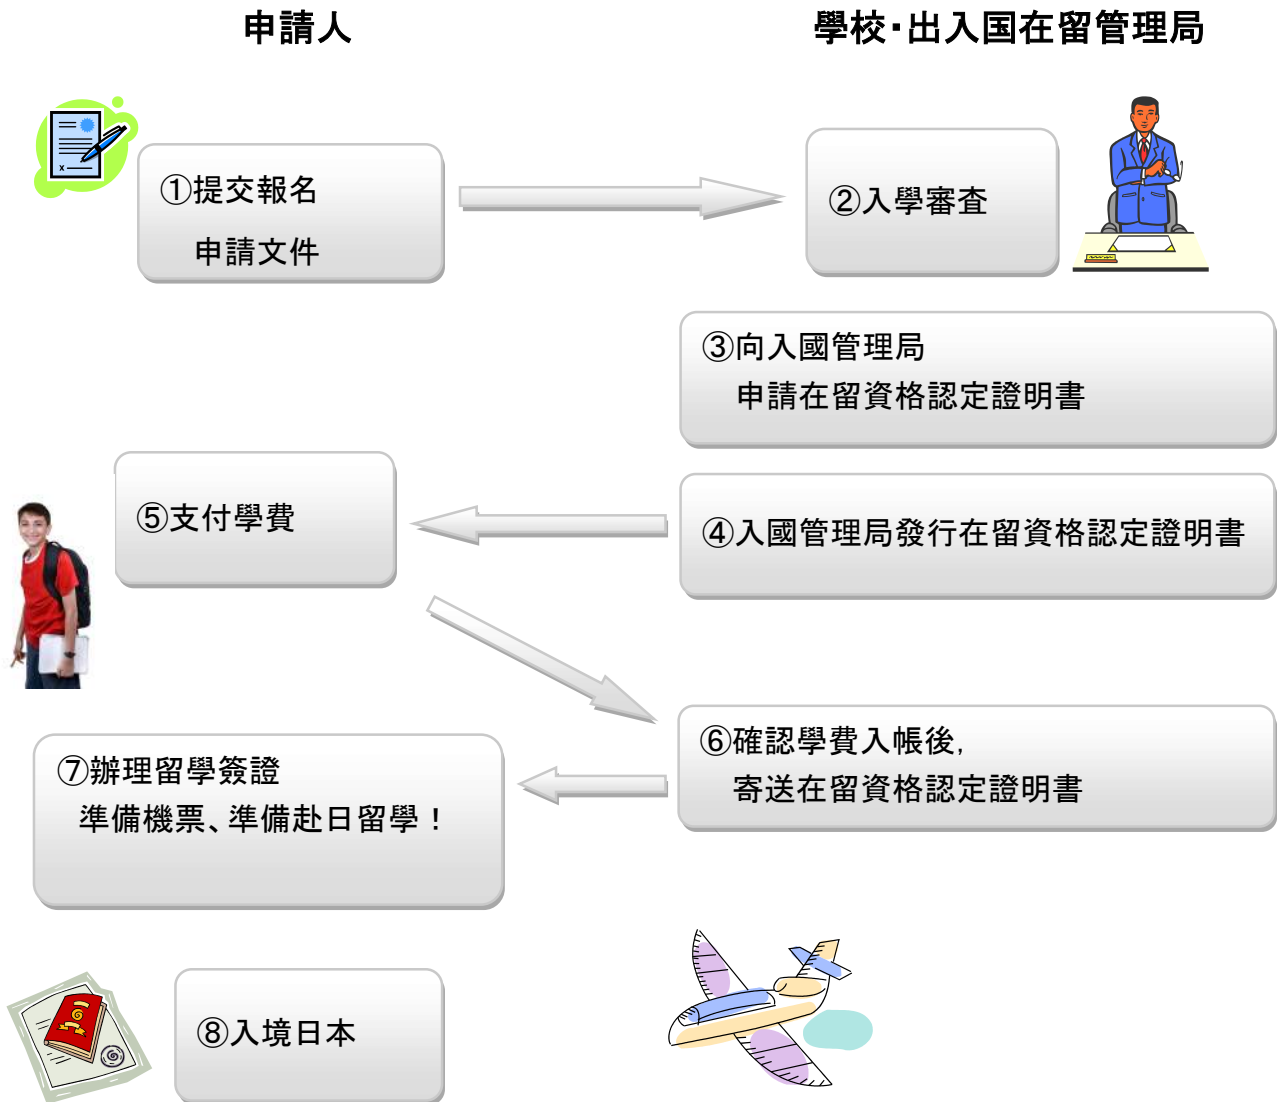 申請人
學校・出入国在留管理局
①提交報名
申請文件
②入學審查
③向入國管理局
申請在留資格認定證明書
④入國管理局發行在留資格認定證明書
⑤支付學費
⑥確認學費入帳後,
寄送在留資格認定證明書
⑦辦理留學簽證
準備機票、準備赴日留學！
⑧入境日本